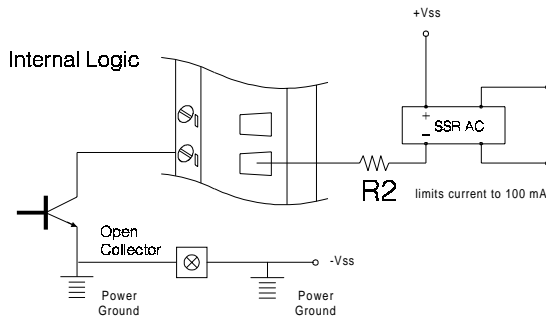 +Vss
Internal Logic
+
SSR AC
−
R2
limits current to 100 mA
Open
Collector
-Vss
Power
Ground
Power
Ground